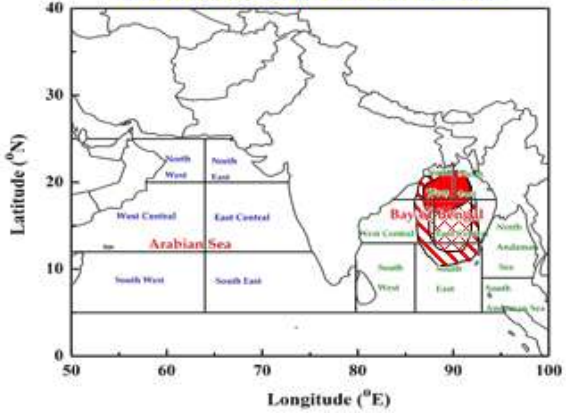 40
30
20
10
0
Latitude (°N)
50
60
70
80
90
100
Longitude (°E)
North
West
North
East
West Central
East Central
Arabian Sea
South West
South East
Bay of Bengal
West Central
South
West
South
East
North
Andaman
Sea
South
Andaman Sea